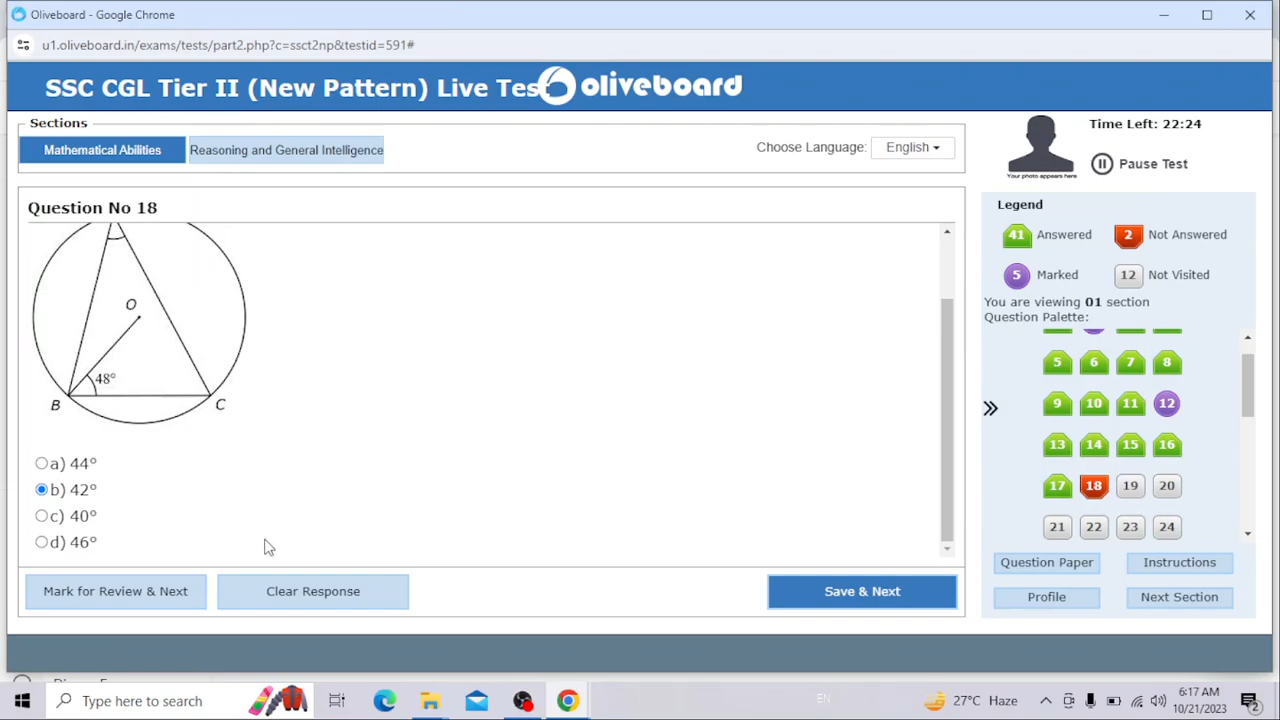 Oliveboard - Google Chrome
u1.oliveboard.in/exams/tests/part2.php?c=ssct2np&testid=591#
SSC CGL Tier II (New Pattern) Live Tes
oliveboard
Sections
Mathematical Abilities
Reasoning and General Intelligence
Choose Language:
English
Time Left: 22:24
Your photo appears here
Pause Test
Question No 18
O
48°
B
C
a) 44°
b) 42°
c) 40°
d) 46°
Mark for Review & Next
Clear Response
Save & Next
Legend
41 Answered
2 Not Answered
5 Marked
12 Not Visited
You are viewing 01 section
Question Palette:
5 6 7 8
9 10 11 12
13 14 15 16
17 18 19 20
21 22 23 24
Question Paper
Instructions
Profile
Next Section
Type here to search
EN
27°C Haze
6:17 AM
10/21/2023
2